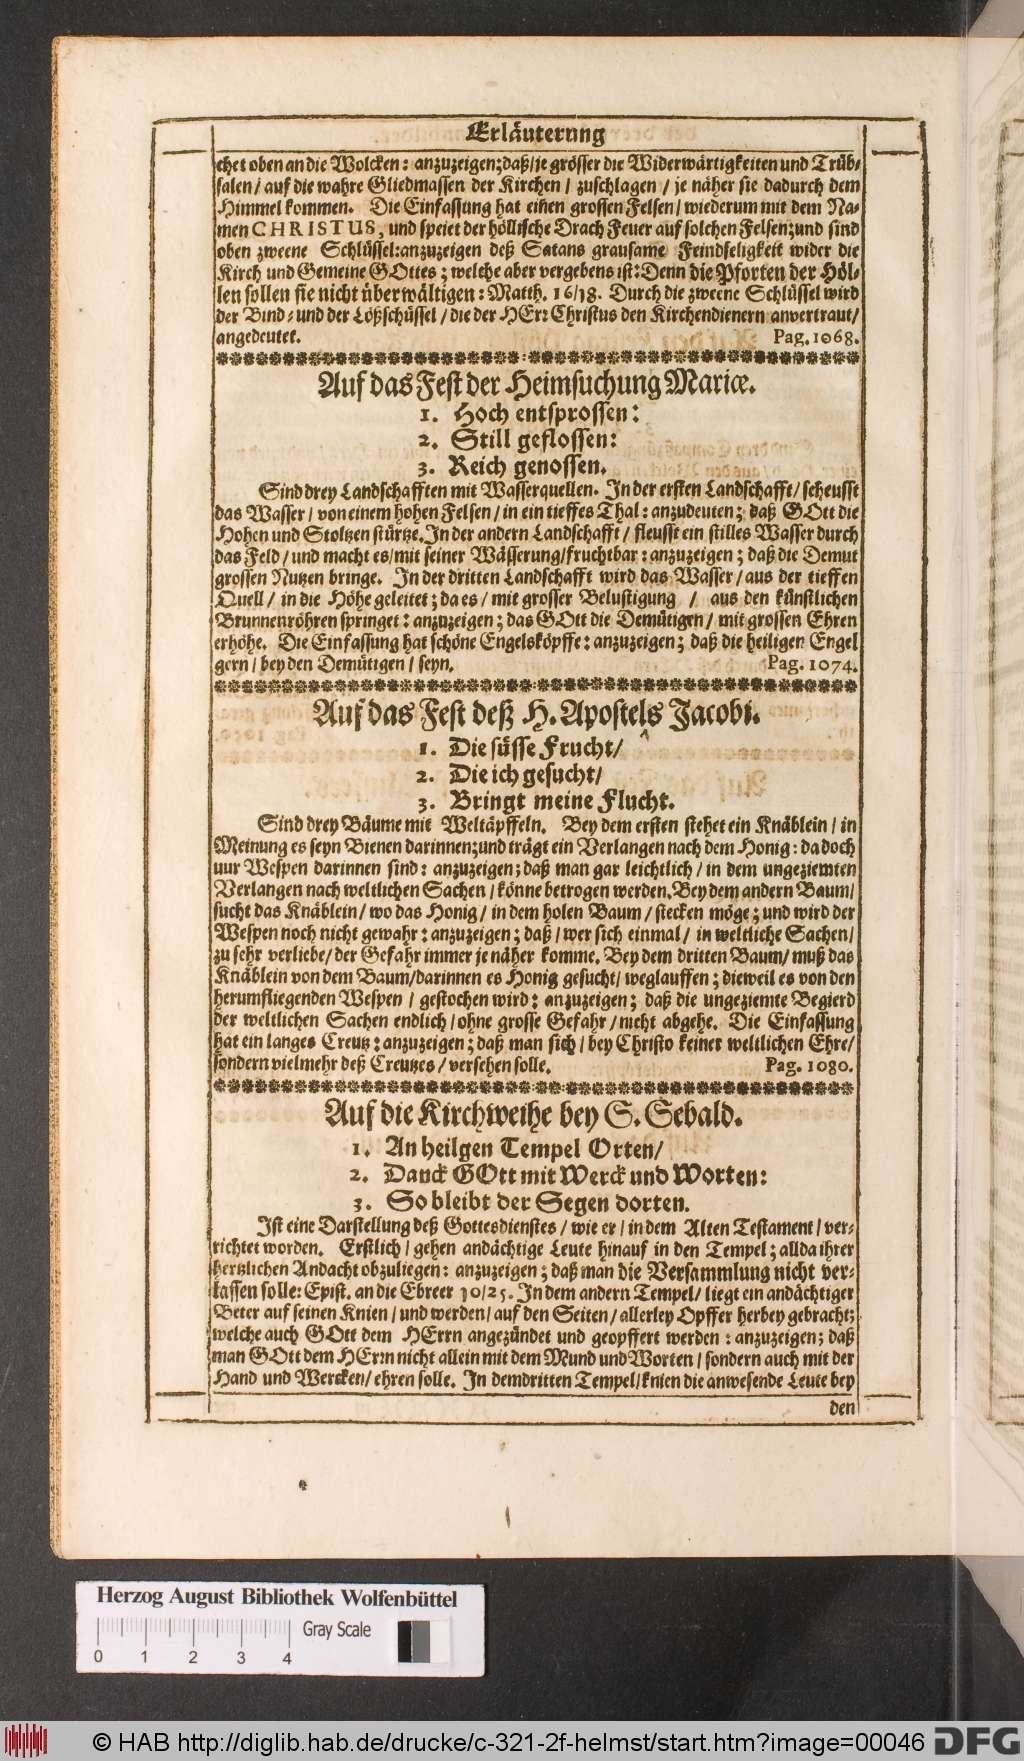 Erläuterung
chet oben an die Wolcken: anzuzeigen; daß/ je grösser die Widerwärtigkeiten und Trüb-
salen/ auf die wahre Gliedmassen der Kirchen / zuschlagen / je näher sie dadurch dem
Himmel kommen. Die Einfassung hat einen grossen Felsen/ wiederum mit dem Na-
men CHRISTUS, und speiet der höllische Drach Feuer auf solchen Felsen; und sind
oben zweene Schlüssel: anzuzeigen deß Satans grausame Feindseligkeit wider die
Kirch und Gemeine GOttes; welche aber vergebens ist: Denn die Pforten der Höl-
len sollen sie nicht überwältigen: Matth. 16/18. Durch die zweene Schlüssel wird
der Bind- und der Lößschüssel / die der HErr Christus den Kirchendienern anvertraut/
angedeutet. Pag. 1068.
Auf das Fest der Heimsuchung Mariæ.
1. Hoch entsprossen:
2. Still geflossen:
3. Reich genossen.
Sind drey Landschafften mit Wasserquellen. In der ersten Landschafft/ scheusst
das Wasser / von einem hohen Felsen / in ein tieffes Thal: anzudeuten; daß GOtt die
Hohen und Stoltzen stürtze. In der andern Landschafft / fleusst ein stilles Wasser durch
das Feld / und macht es/ mit seiner Wässerung/ fruchtbar: anzuzeigen; daß die Demut
grossen Nutzen bringe. In der dritten Landschafft wird das Wasser / aus der tieffen
Quell / in die Höhe geleitet; da es / mit grosser Belustigung / aus den künstlichen
Brunnenröhren springet: anzuzeigen; das GOtt die Demütigen / mit grossen Ehren
erhöhe. Die Einfassung hat schöne Engelsköpffe: anzuzeigen; daß die heiligen Engel
gern / bey den Demütigen / seyn. Pag. 1074.
Auf das Fest deß H. Apostels Jacobi.
1. Die süsse Frucht/
2. Die ich gesucht/
3. Bringt meine Flucht.
Sind drey Bäume mit Weltäpffeln. Bey dem ersten stehet ein Knäblein / in
Meinung es seyn Bienen darinnen; und trägt ein Verlangen nach dem Honig: da doch
nur Wespen darinnen sind: anzuzeigen; daß man gar leichtlich / in dem ungeziemten
Verlangen nach weltlichen Sachen / könne betrogen werden. Bey dem andern Baum/
sucht das Knäblein / wo das Honig / in dem holen Baum / stecken möge; und wird der
Wespen noch nicht gewahr: anzuzeigen; daß / wer sich einmal / in weltliche Sachen/
zu sehr verliebe/ der Gefahr immer je näher komme. Bey dem dritten Baum/ muß das
Knäblein von dem Baum/ darinnen es Honig gesucht/ weglauffen; dieweil es von den
herumfliegenden Wespen / gestochen wird: anzuzeigen; daß die ungeziemte Begierd
der weltlichen Sachen endlich / ohne grosse Gefahr / nicht abgehe. Die Einfassung
hat ein langes Creutz: anzuzeigen; daß man sich / bey Christo keiner weltlichen Ehre/
sondern vielmehr deß Creutzes / versehen solle. Pag. 1080.
Auf die Kirchweihe bey S. Sebald.
1. An heilgen Tempel Orten/
2. Danck GOtt mit Werck und Worten:
3. So bleibt der Segen dorten.
Ist eine Darstellung deß Gottesdienstes / wie er / in dem Alten Testament / ver-
richtet worden. Erstlich / gehen andächtige Leute hinauf in den Tempel; allda ihrer
hertzlichen Andacht obzuliegen: anzuzeigen; daß man die Versammlung nicht ver-
lassen solle: Epist. an die Ebreer 10/25. In dem andern Tempel/ liegt ein andächtiger
Beter auf seinen Knien / und werden/ auf den Seiten / allerley Opffer herbey gebracht;
welche auch GOtt dem HErrn angezündet und geopffert werden: anzuzeigen; daß
man GOtt dem HErrn nicht allein mit dem Mund und Worten / sondern auch mit der
Hand und Wercken/ ehren solle. In dem dritten Tempel/ knien die anwesende Leute bey
den
Herzog August Bibliothek Wolfenbüttel
Gray Scale
0 1 2 3 4
© HAB http://diglib.hab.de/drucke/c-321-2f-helmst/start.htm?image=00046
DFG